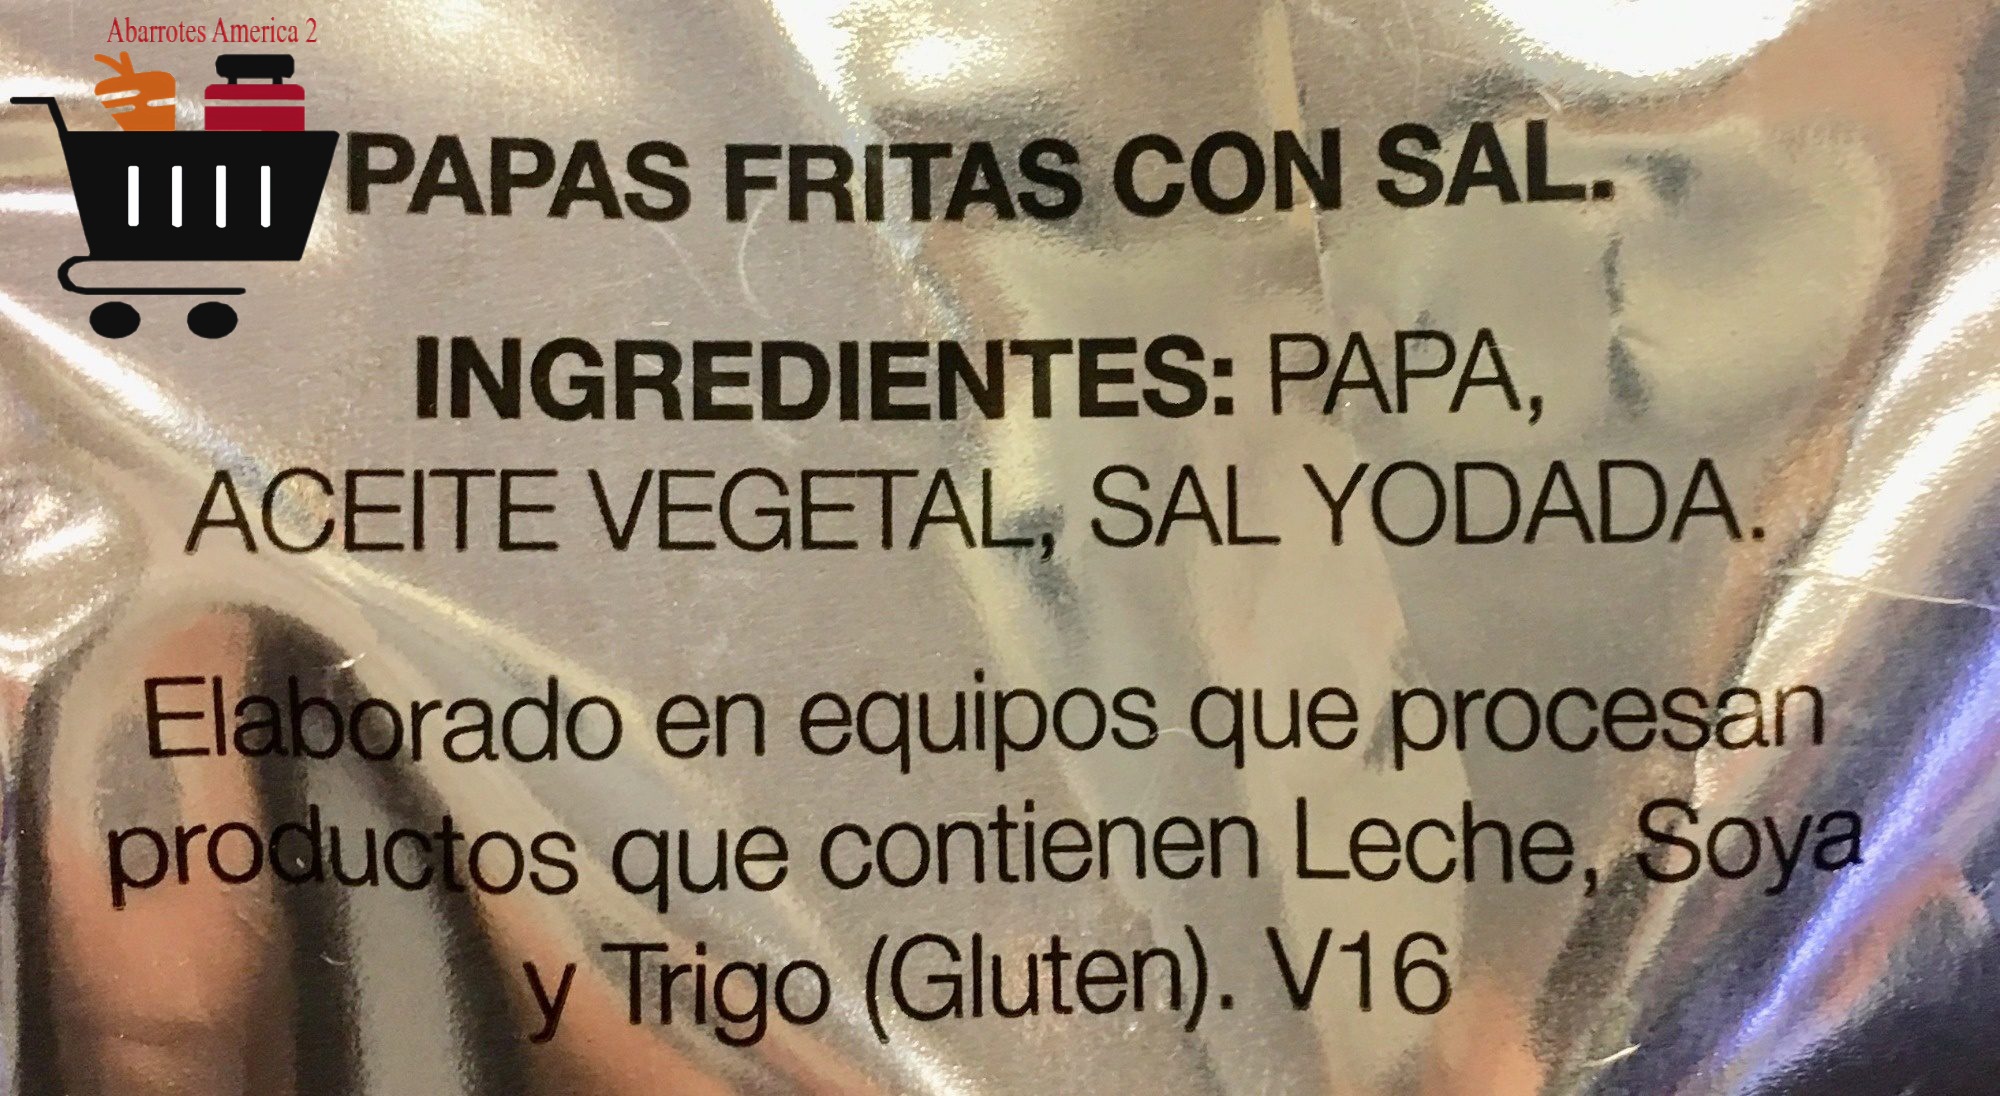 Abarrotes America 2
PAPAS FRITAS CON SAL.
INGREDIENTES: PAPA,
ACEITE VEGETAL, SAL YODADA.
Elaborado en equipos que procesan
productos que contienen Leche, Soya
y Trigo (Gluten). V16